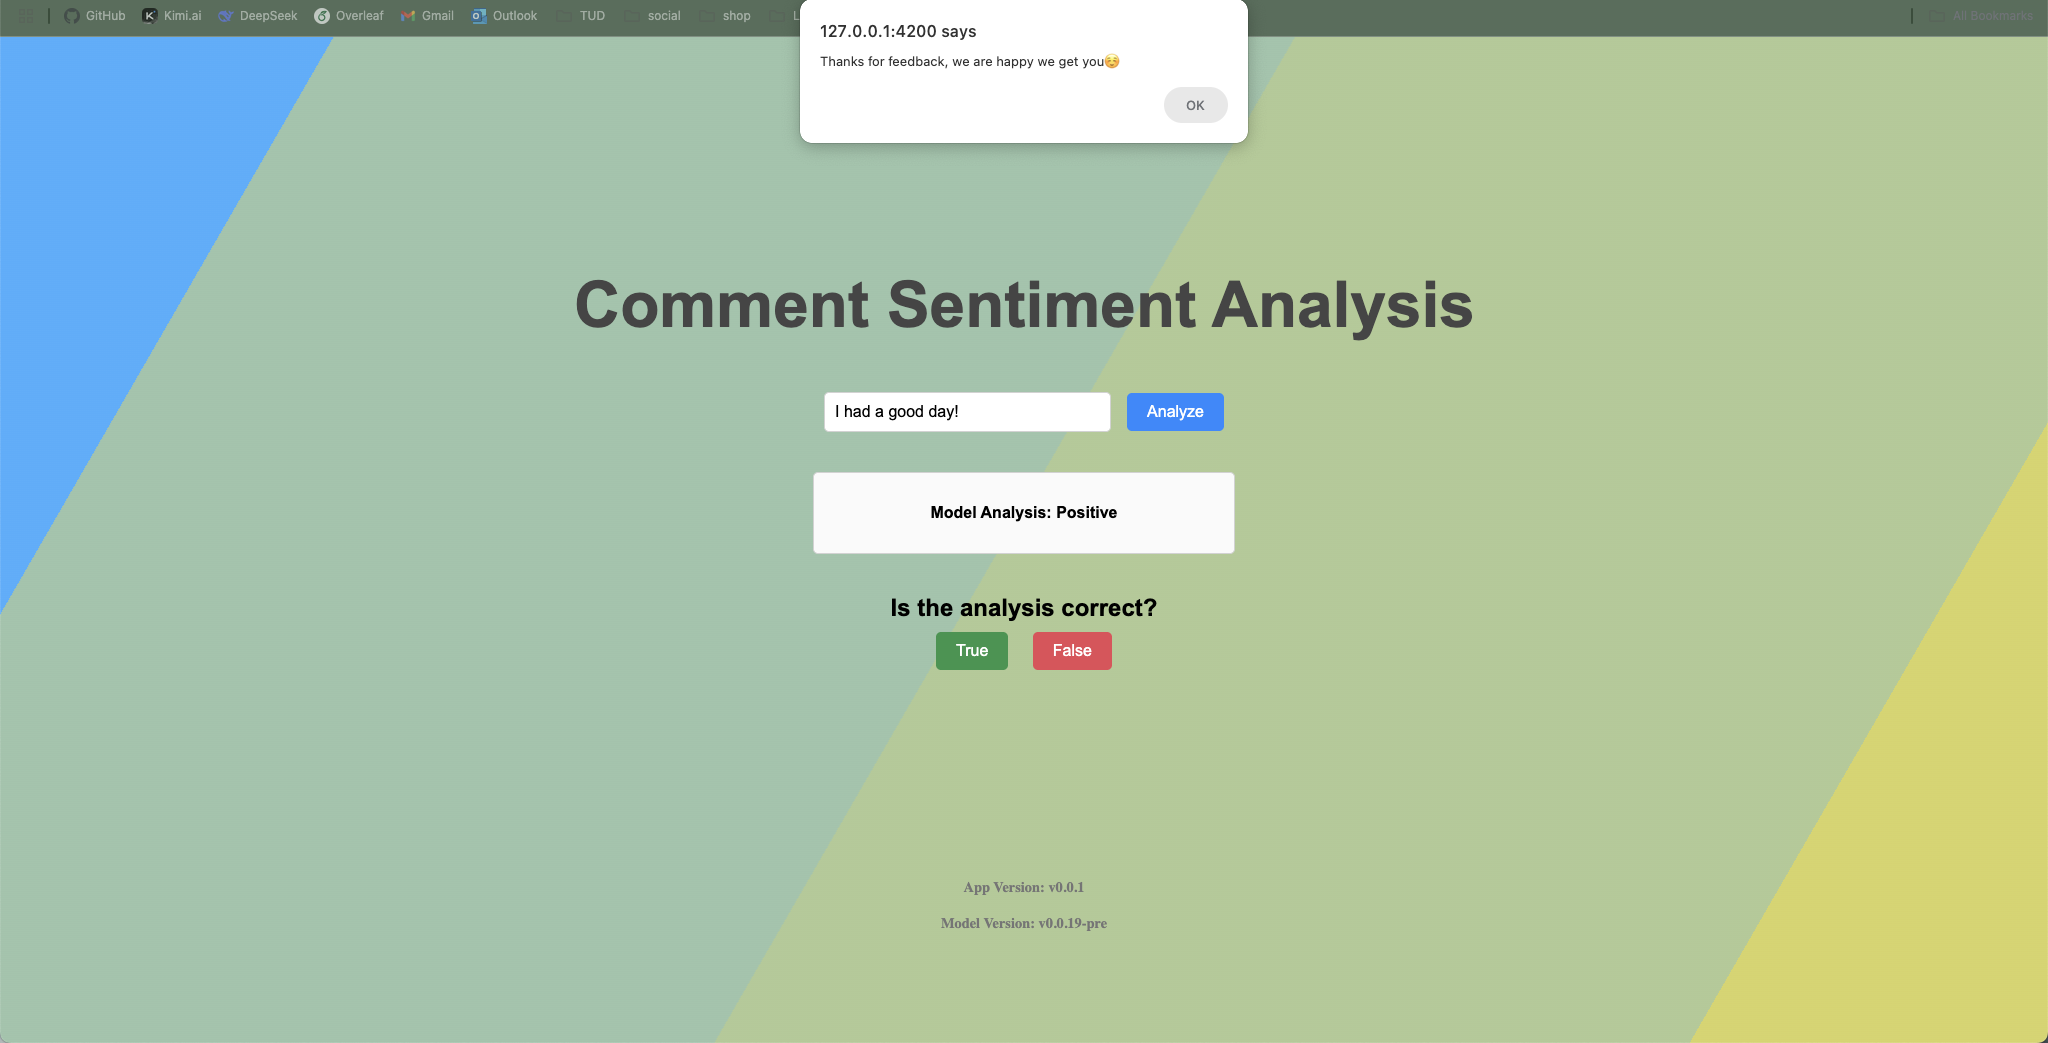 GitHub Kimi.ai DeepSeek Overleaf Gmail Outlook TUD social shop All Bookmarks
127.0.0.1:4200 says
Thanks for feedback, we are happy we get you☺️
OK
Comment Sentiment Analysis
I had a good day! Analyze
Model Analysis: Positive
Is the analysis correct?
True False
App Version: v0.0.1
Model Version: v0.0.19-pre